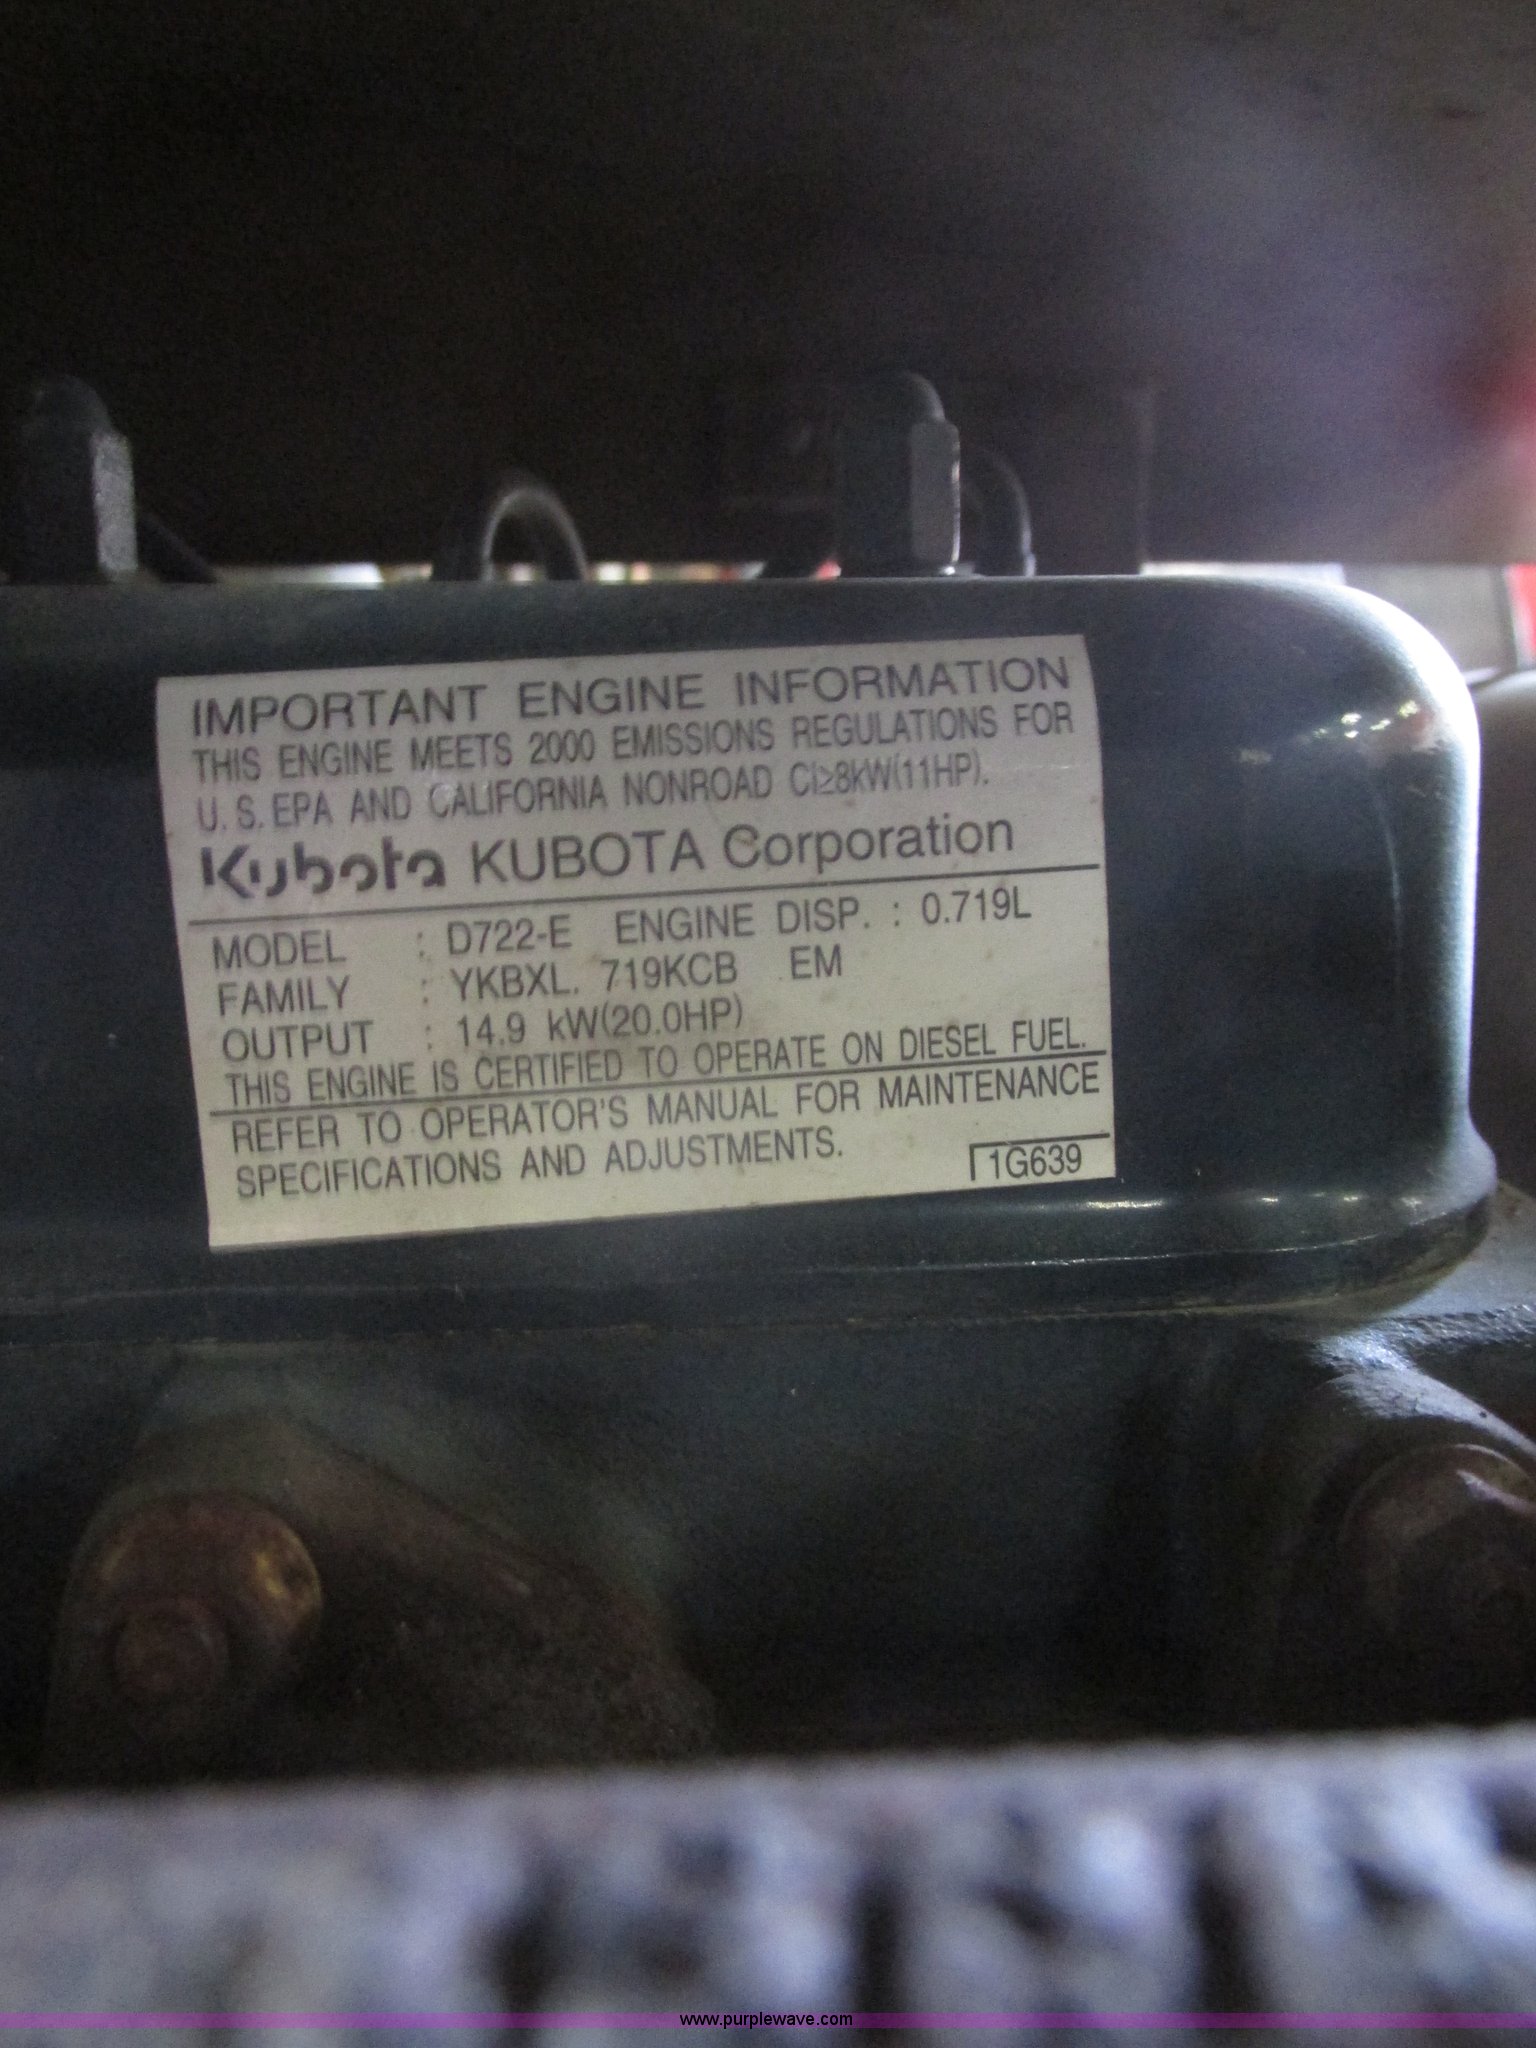 IMPORTANT ENGINE INFORMATION
THIS ENGINE MEETS 2000 EMISSIONS REGULATIONS FOR
U.S.EPA AND CALIFORNIA NONROAD CI≥8kW(11HP).
Kubota KUBOTA Corporation
MODEL : D722-E ENGINE DISP. : 0.719L
FAMILY : YKBXL. 719KCB EM
OUTPUT : 14.9 kW(20.0HP)
THIS ENGINE IS CERTIFIED TO OPERATE ON DIESEL FUEL.
REFER TO OPERATOR'S MANUAL FOR MAINTENANCE
SPECIFICATIONS AND ADJUSTMENTS.
1G639
www.purplewave.com